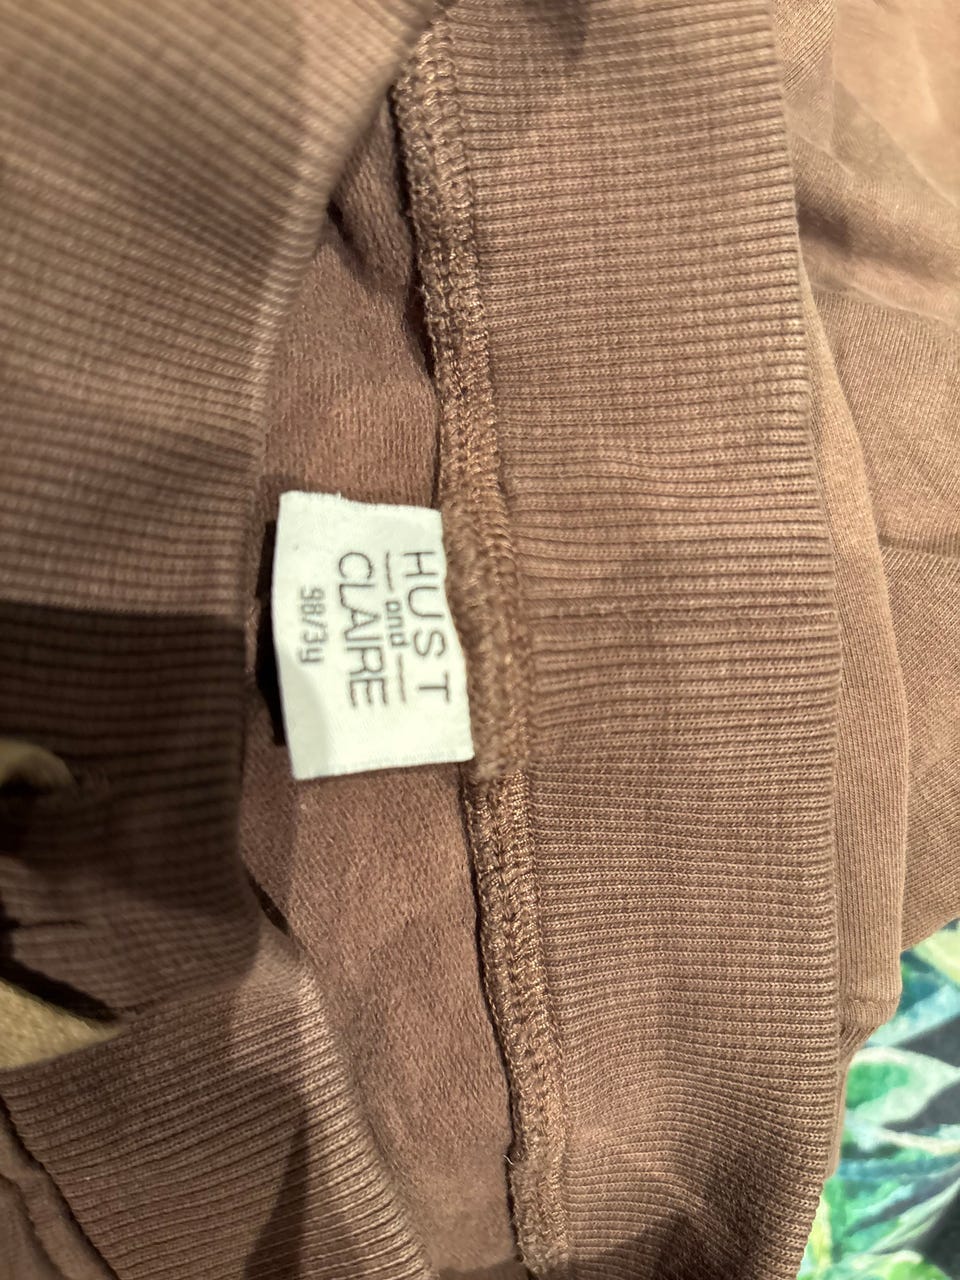 HUST
and
CLAIRE
98/3y